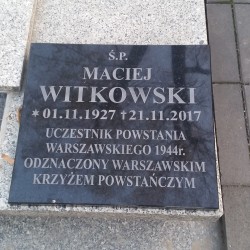 Ś.P.
MACIEJ
WITKOWSKI
* 01.11.1927 † 21.11.2017
UCZESTNIK POWSTANIA
WARSZAWSKIEGO 1944r.
ODZNACZONY WARSZAWSKIM
KRZYŻEM POWSTAŃCZYM